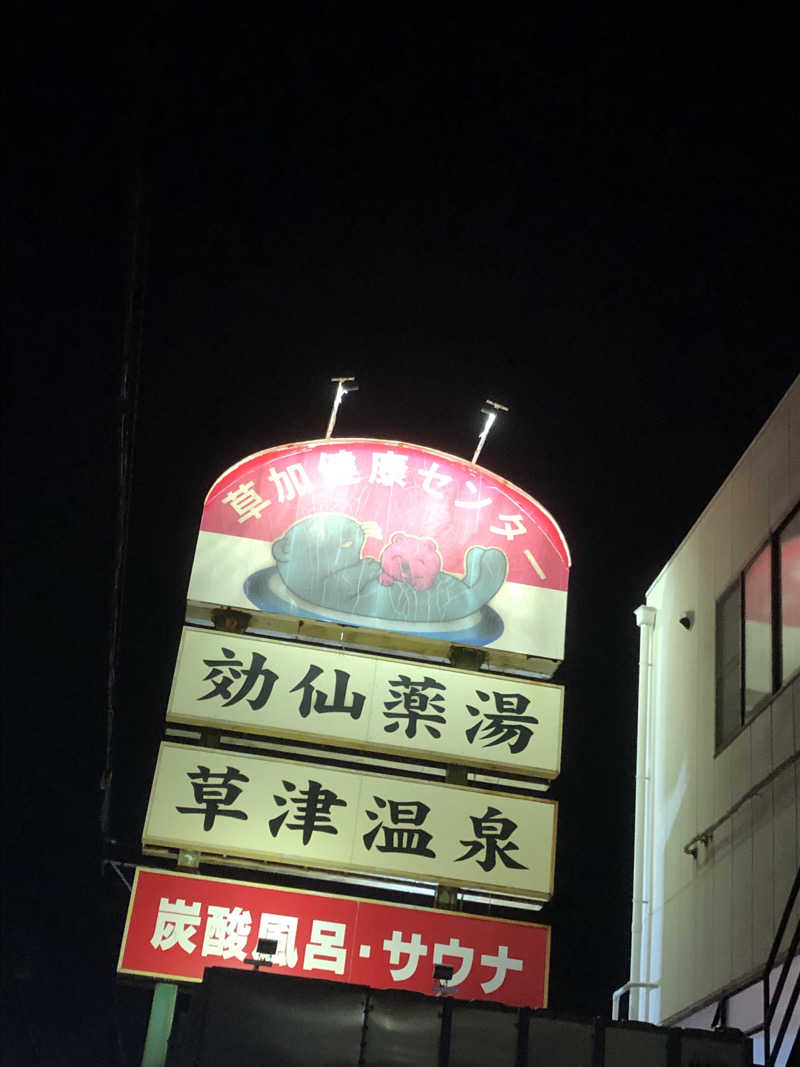 草加健康センター
効仙薬湯
草津温泉
炭酸風呂・サウナ